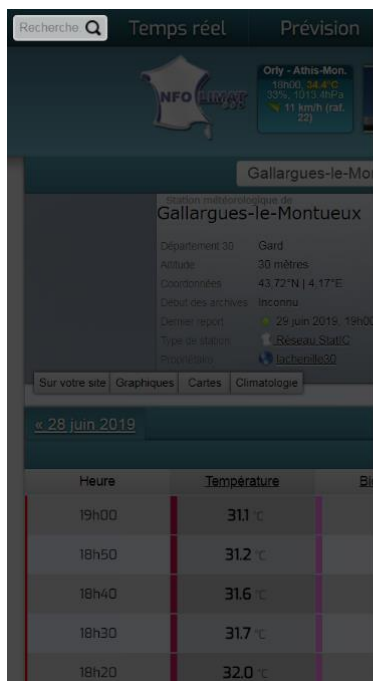 Recherche.
Temps réel Prévision
NFO CLIMAT
Orly - Athis-Mon.
18h00, 34.4°C
33%, 1013.4hPa
11 km/h (raf.
22)
Gallargues-le-Mo
Station météorologique de
Gallargues-le-Montueux
Département 30 Gard
Altitude 30 mètres
Coordonnées 43.72°N | 4.17°E
Début des archives Inconnu
Dernier report 29 juin 2019, 19h00
Type de station Réseau StatIC
Propriétaire lachenille30
Sur votre site Graphiques Cartes Climatologie
« 28 juin 2019
Heure Température
19h00 31.1 °C
18h50 31.2 °C
18h40 31.6 °C
18h30 31.7 °C
18h20 32.0 °C